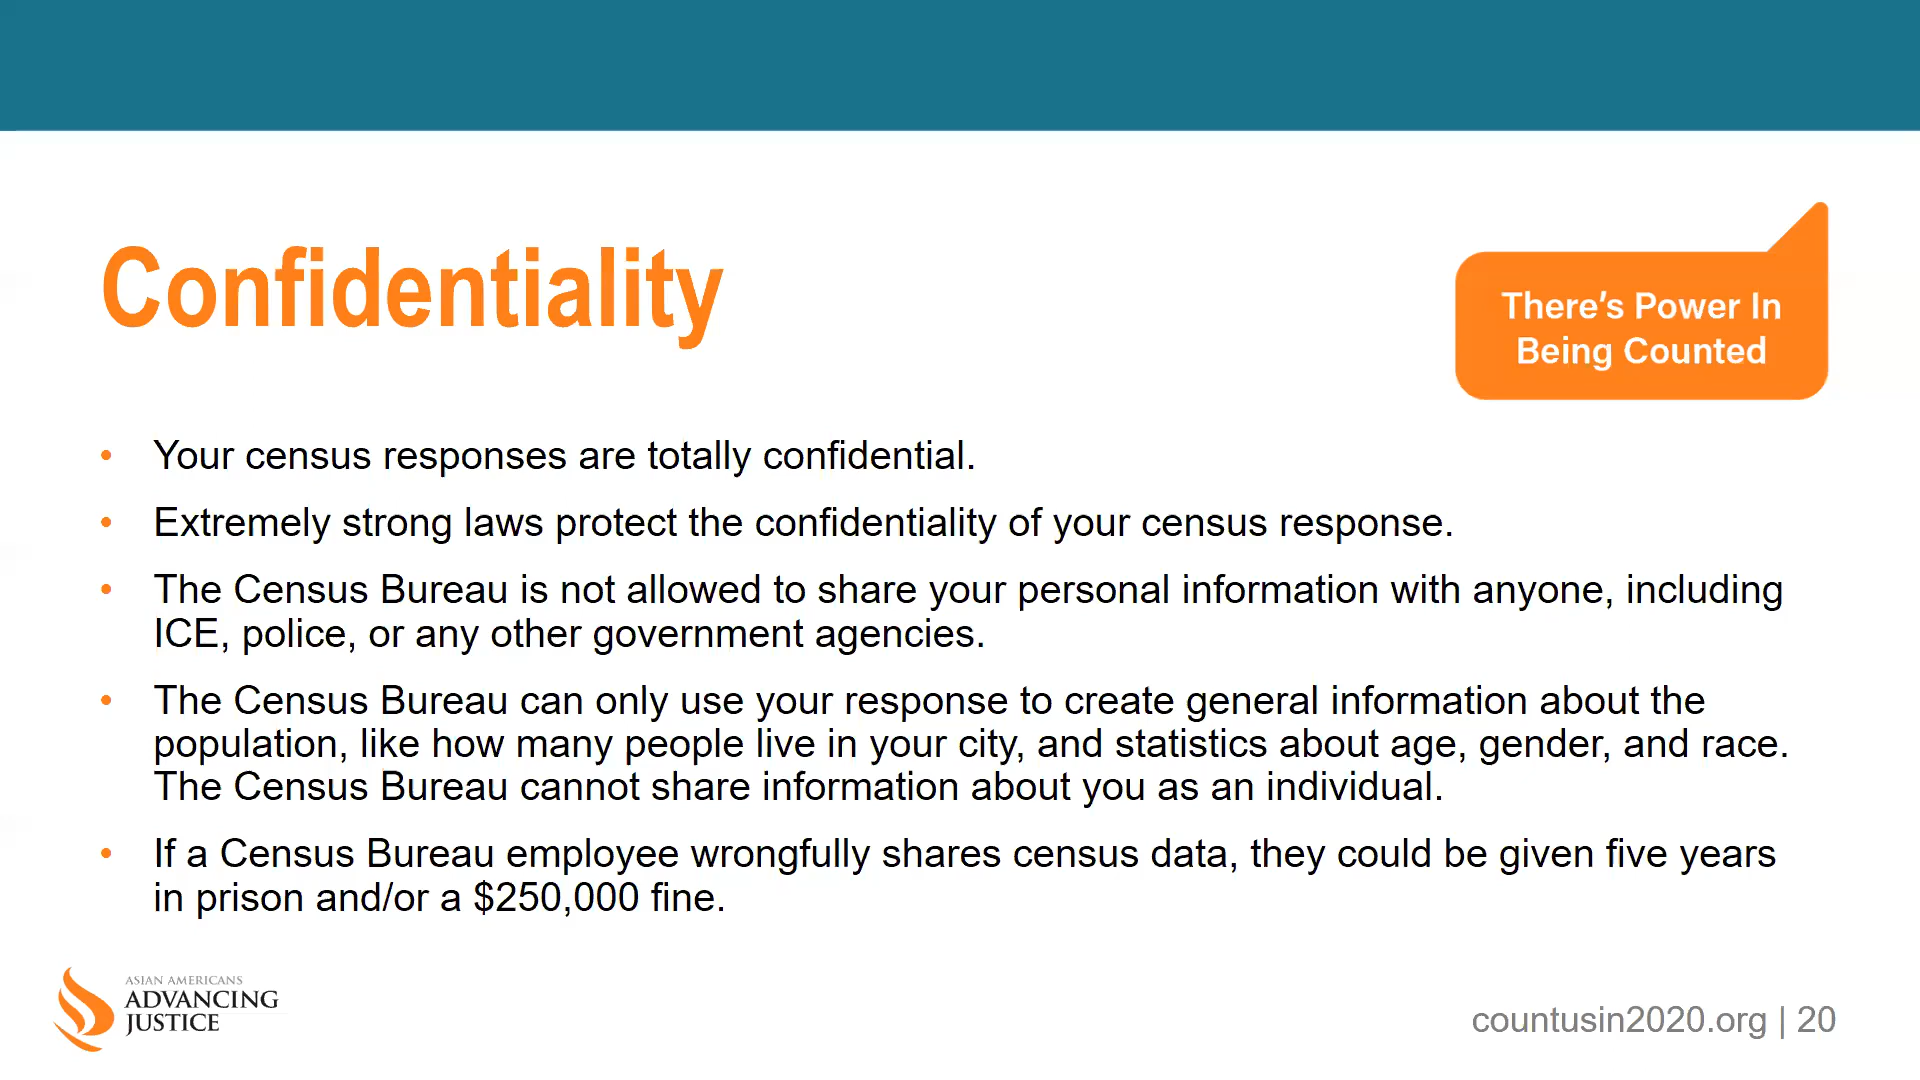 Confidentiality
There's Power In
Being Counted
• Your census responses are totally confidential.
• Extremely strong laws protect the confidentiality of your census response.
• The Census Bureau is not allowed to share your personal information with anyone, including
ICE, police, or any other government agencies.
• The Census Bureau can only use your response to create general information about the
population, like how many people live in your city, and statistics about age, gender, and race.
The Census Bureau cannot share information about you as an individual.
• If a Census Bureau employee wrongfully shares census data, they could be given five years
in prison and/or a $250,000 fine.
ASIAN AMERICANS
ADVANCING
JUSTICE
countusin2020.org | 20